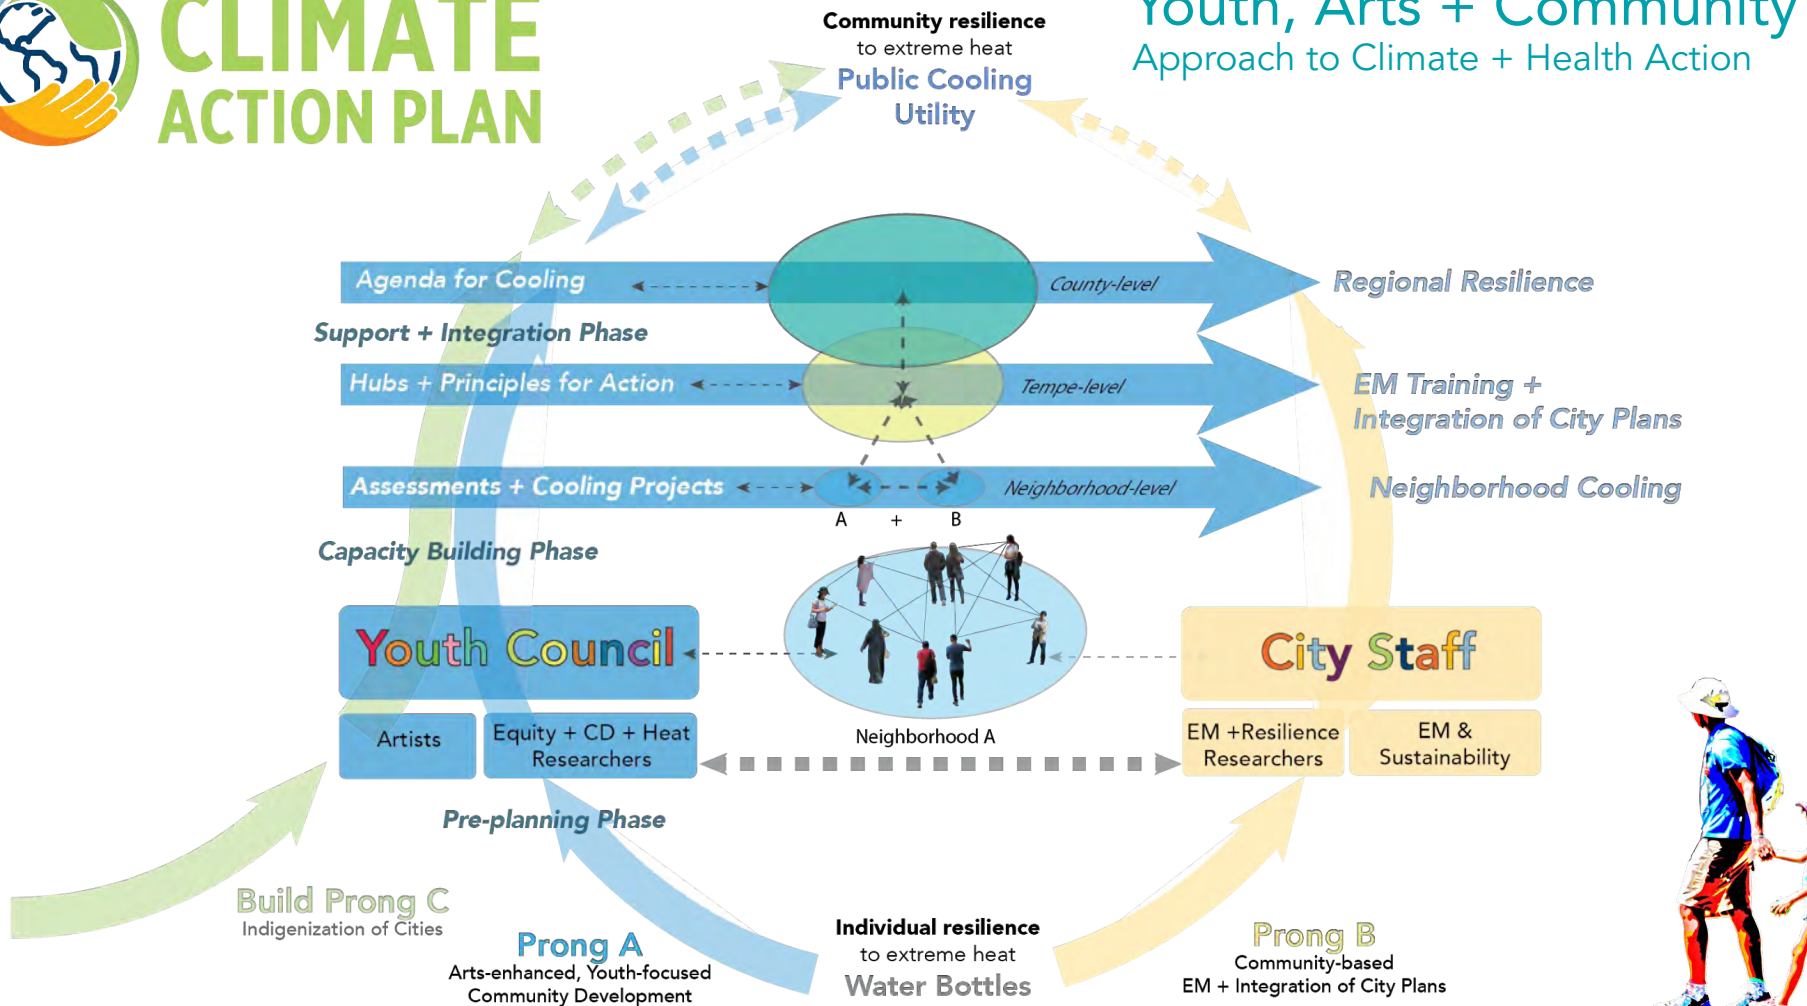 CLIMATE
ACTION PLAN
Community resilience
to extreme heat
Public Cooling
Utility
Youth, Arts + Community
Approach to Climate + Health Action
Agenda for Cooling
County-level
Regional Resilience
Support + Integration Phase
Hubs + Principles for Action
Tempe-level
EM Training +
Integration of City Plans
Assessments + Cooling Projects
Neighborhood-level
Neighborhood Cooling
A + B
Capacity Building Phase
Youth Council
City Staff
Artists
Equity + CD + Heat
Researchers
Neighborhood A
EM +Resilience
Researchers
EM &
Sustainability
Pre-planning Phase
Build Prong C
Indigenization of Cities
Prong A
Arts-enhanced, Youth-focused
Community Development
Individual resilience
to extreme heat
Water Bottles
Prong B
Community-based
EM + Integration of City Plans